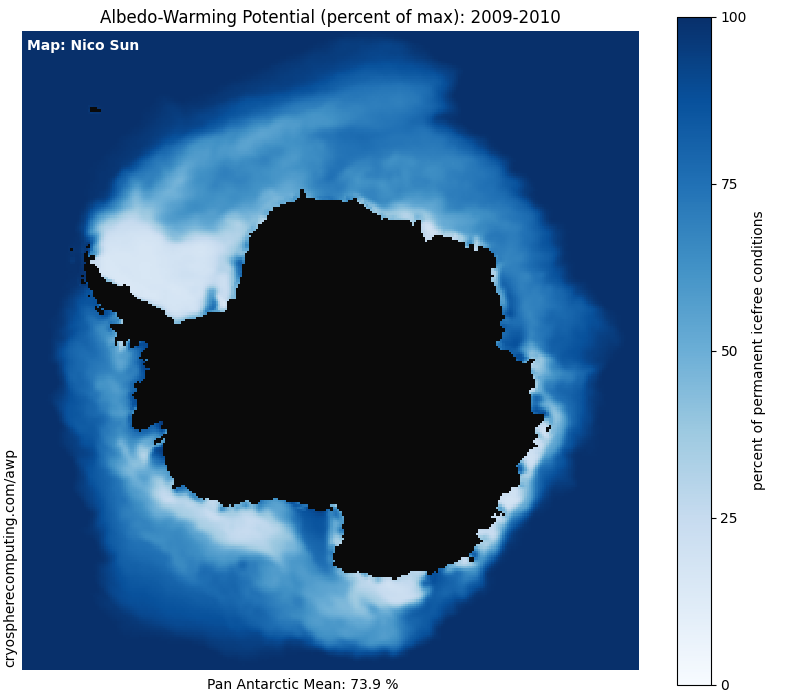 Albedo-Warming Potential (percent of max): 2009-2010
Map: Nico Sun
cryospherecomputing.com/awp
Pan Antarctic Mean: 73.9 %
100
75
50
25
0
percent of permanent icefree conditions